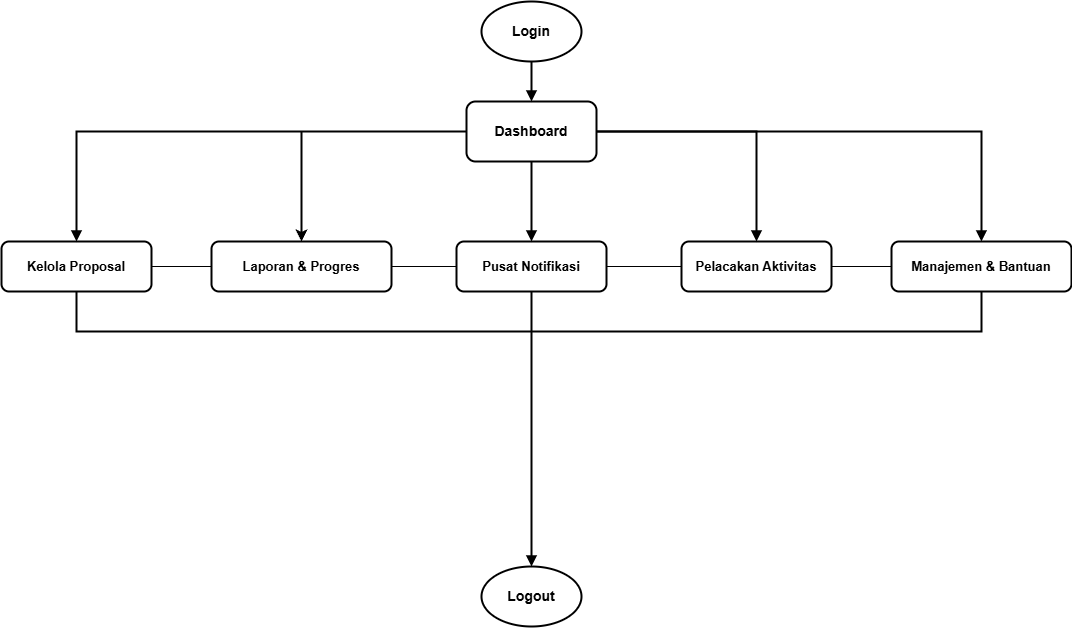 Login
Dashboard
Kelola Proposal
Laporan & Progres
Pusat Notifikasi
Pelacakan Aktivitas
Manajemen & Bantuan
Logout